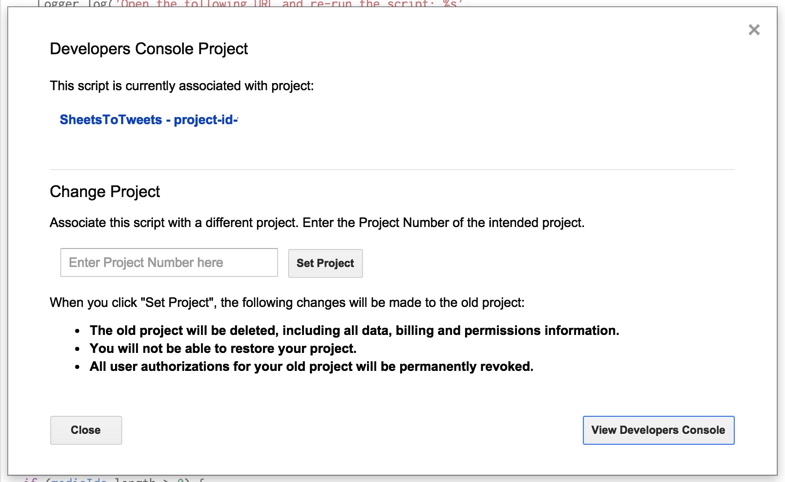 Logger.log('Open the following URL and re-run the script: %s'
Developers Console Project
This script is currently associated with project:
SheetsToTweets - project-id-
Change Project
Associate this script with a different project. Enter the Project Number of the intended project.
Enter Project Number here
Set Project
When you click "Set Project", the following changes will be made to the old project:
• The old project will be deleted, including all data, billing and permissions information.
• You will not be able to restore your project.
• All user authorizations for your old project will be permanently revoked.
Close
View Developers Console
if (mediaIds.length > 0) {